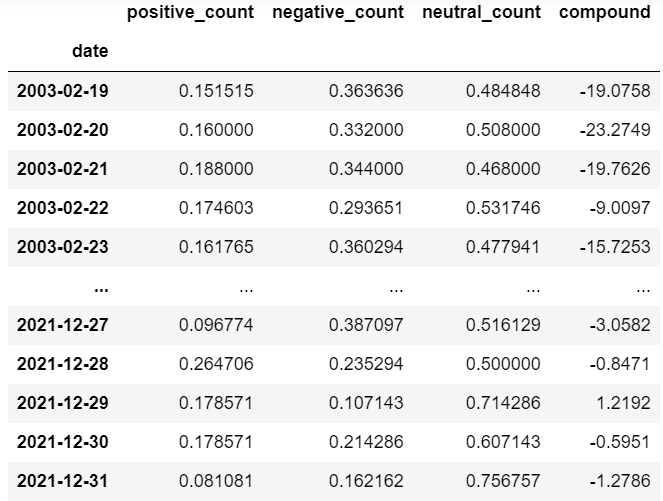 positive_count negative_count neutral_count compound
date
2003-02-19 0.151515 0.363636 0.484848 -19.0758
2003-02-20 0.160000 0.332000 0.508000 -23.2749
2003-02-21 0.188000 0.344000 0.468000 -19.7626
2003-02-22 0.174603 0.293651 0.531746 -9.0097
2003-02-23 0.161765 0.360294 0.477941 -15.7253
... ... ... ... ...
2021-12-27 0.096774 0.387097 0.516129 -3.0582
2021-12-28 0.264706 0.235294 0.500000 -0.8471
2021-12-29 0.178571 0.107143 0.714286 1.2192
2021-12-30 0.178571 0.214286 0.607143 -0.5951
2021-12-31 0.081081 0.162162 0.756757 -1.2786